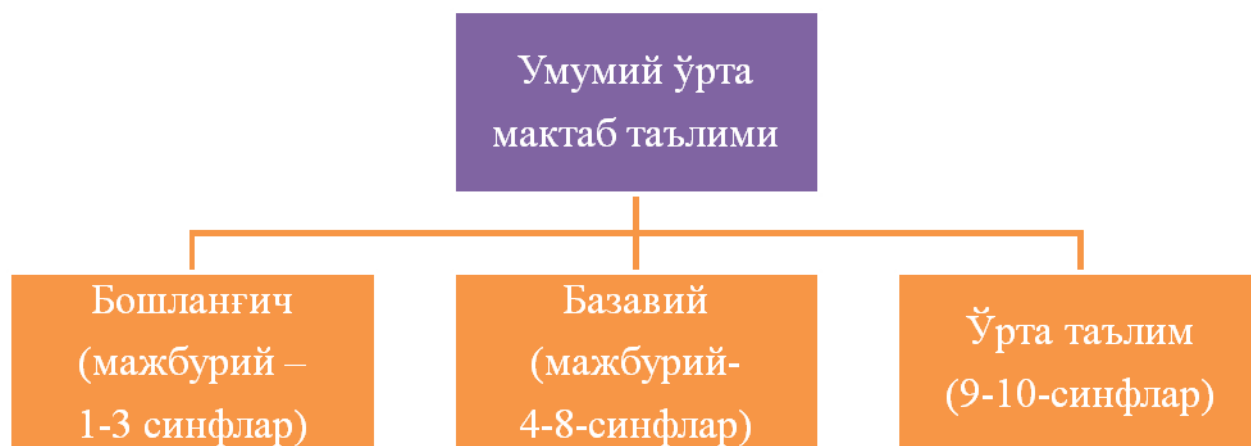 Умумий ўрта
мактаб таълими
Бошланғич
(мажбурий –
1-3 синфлар)
Базавий
(мажбурий-
4-8-синфлар)
Ўрта таълим
(9-10-синфлар)